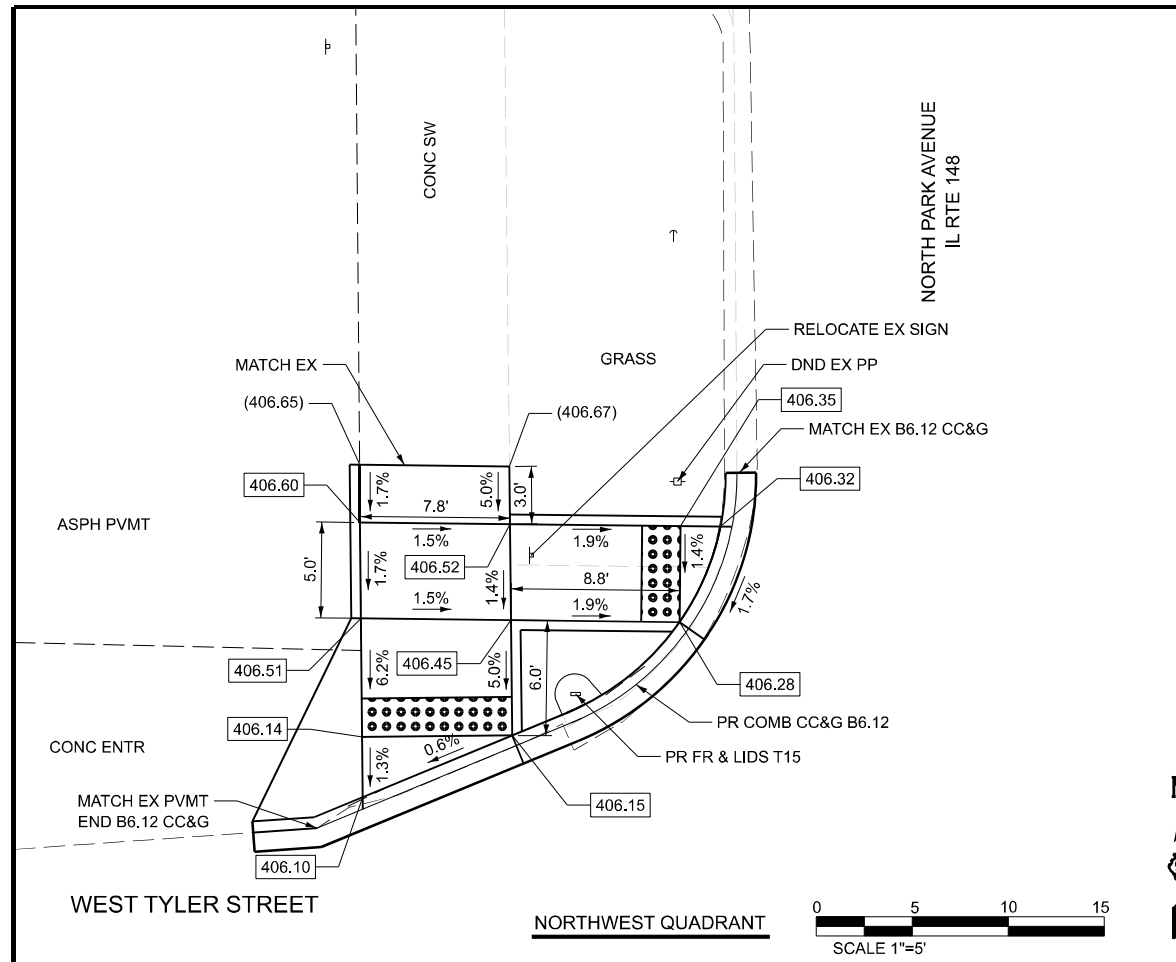 CONC SW
NORTH PARK AVENUE
IL RTE 148
RELOCATE EX SIGN
GRASS
MATCH EX
DND EX PP
(406.65)
(406.67)
406.35
MATCH EX B6.12 CC&G
406.60
1.7%
5.0%
3.0'
406.32
7.8'
ASPH PVMT
1.5%
1.9%
5.0'
1.7%
406.52
1.4%
1.4%
8.8'
1.5%
1.9%
1.7%
406.51
6.2%
406.45
5.0%
6.0'
406.28
406.14
PR COMB CC&G B6.12
CONC ENTR
0.6%
1.3%
PR FR & LIDS T15
MATCH EX PVMT
END B6.12 CC&G
406.15
406.10
WEST TYLER STREET
NORTHWEST QUADRANT
0 5 10 15
SCALE 1"=5'